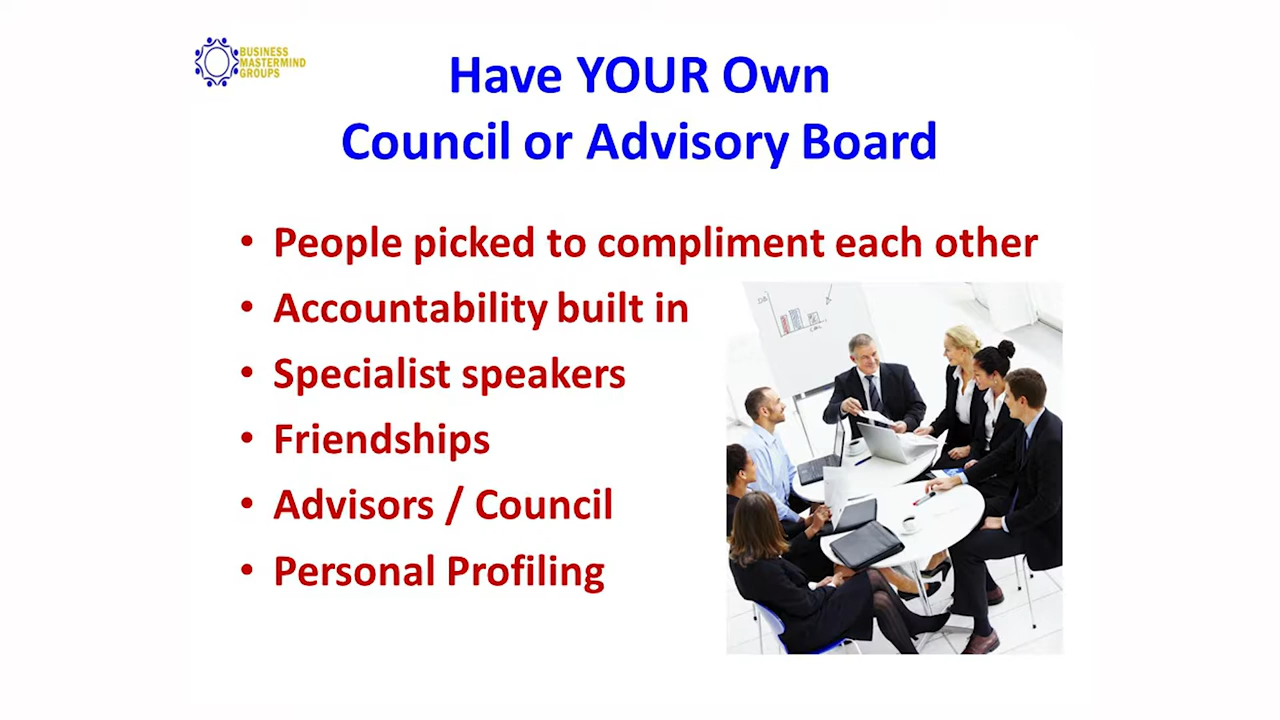 BUSINESS
MASTERMIND
GROUPS
Have YOUR Own
Council or Advisory Board
• People picked to compliment each other
• Accountability built in
• Specialist speakers
• Friendships
• Advisors / Council
• Personal Profiling